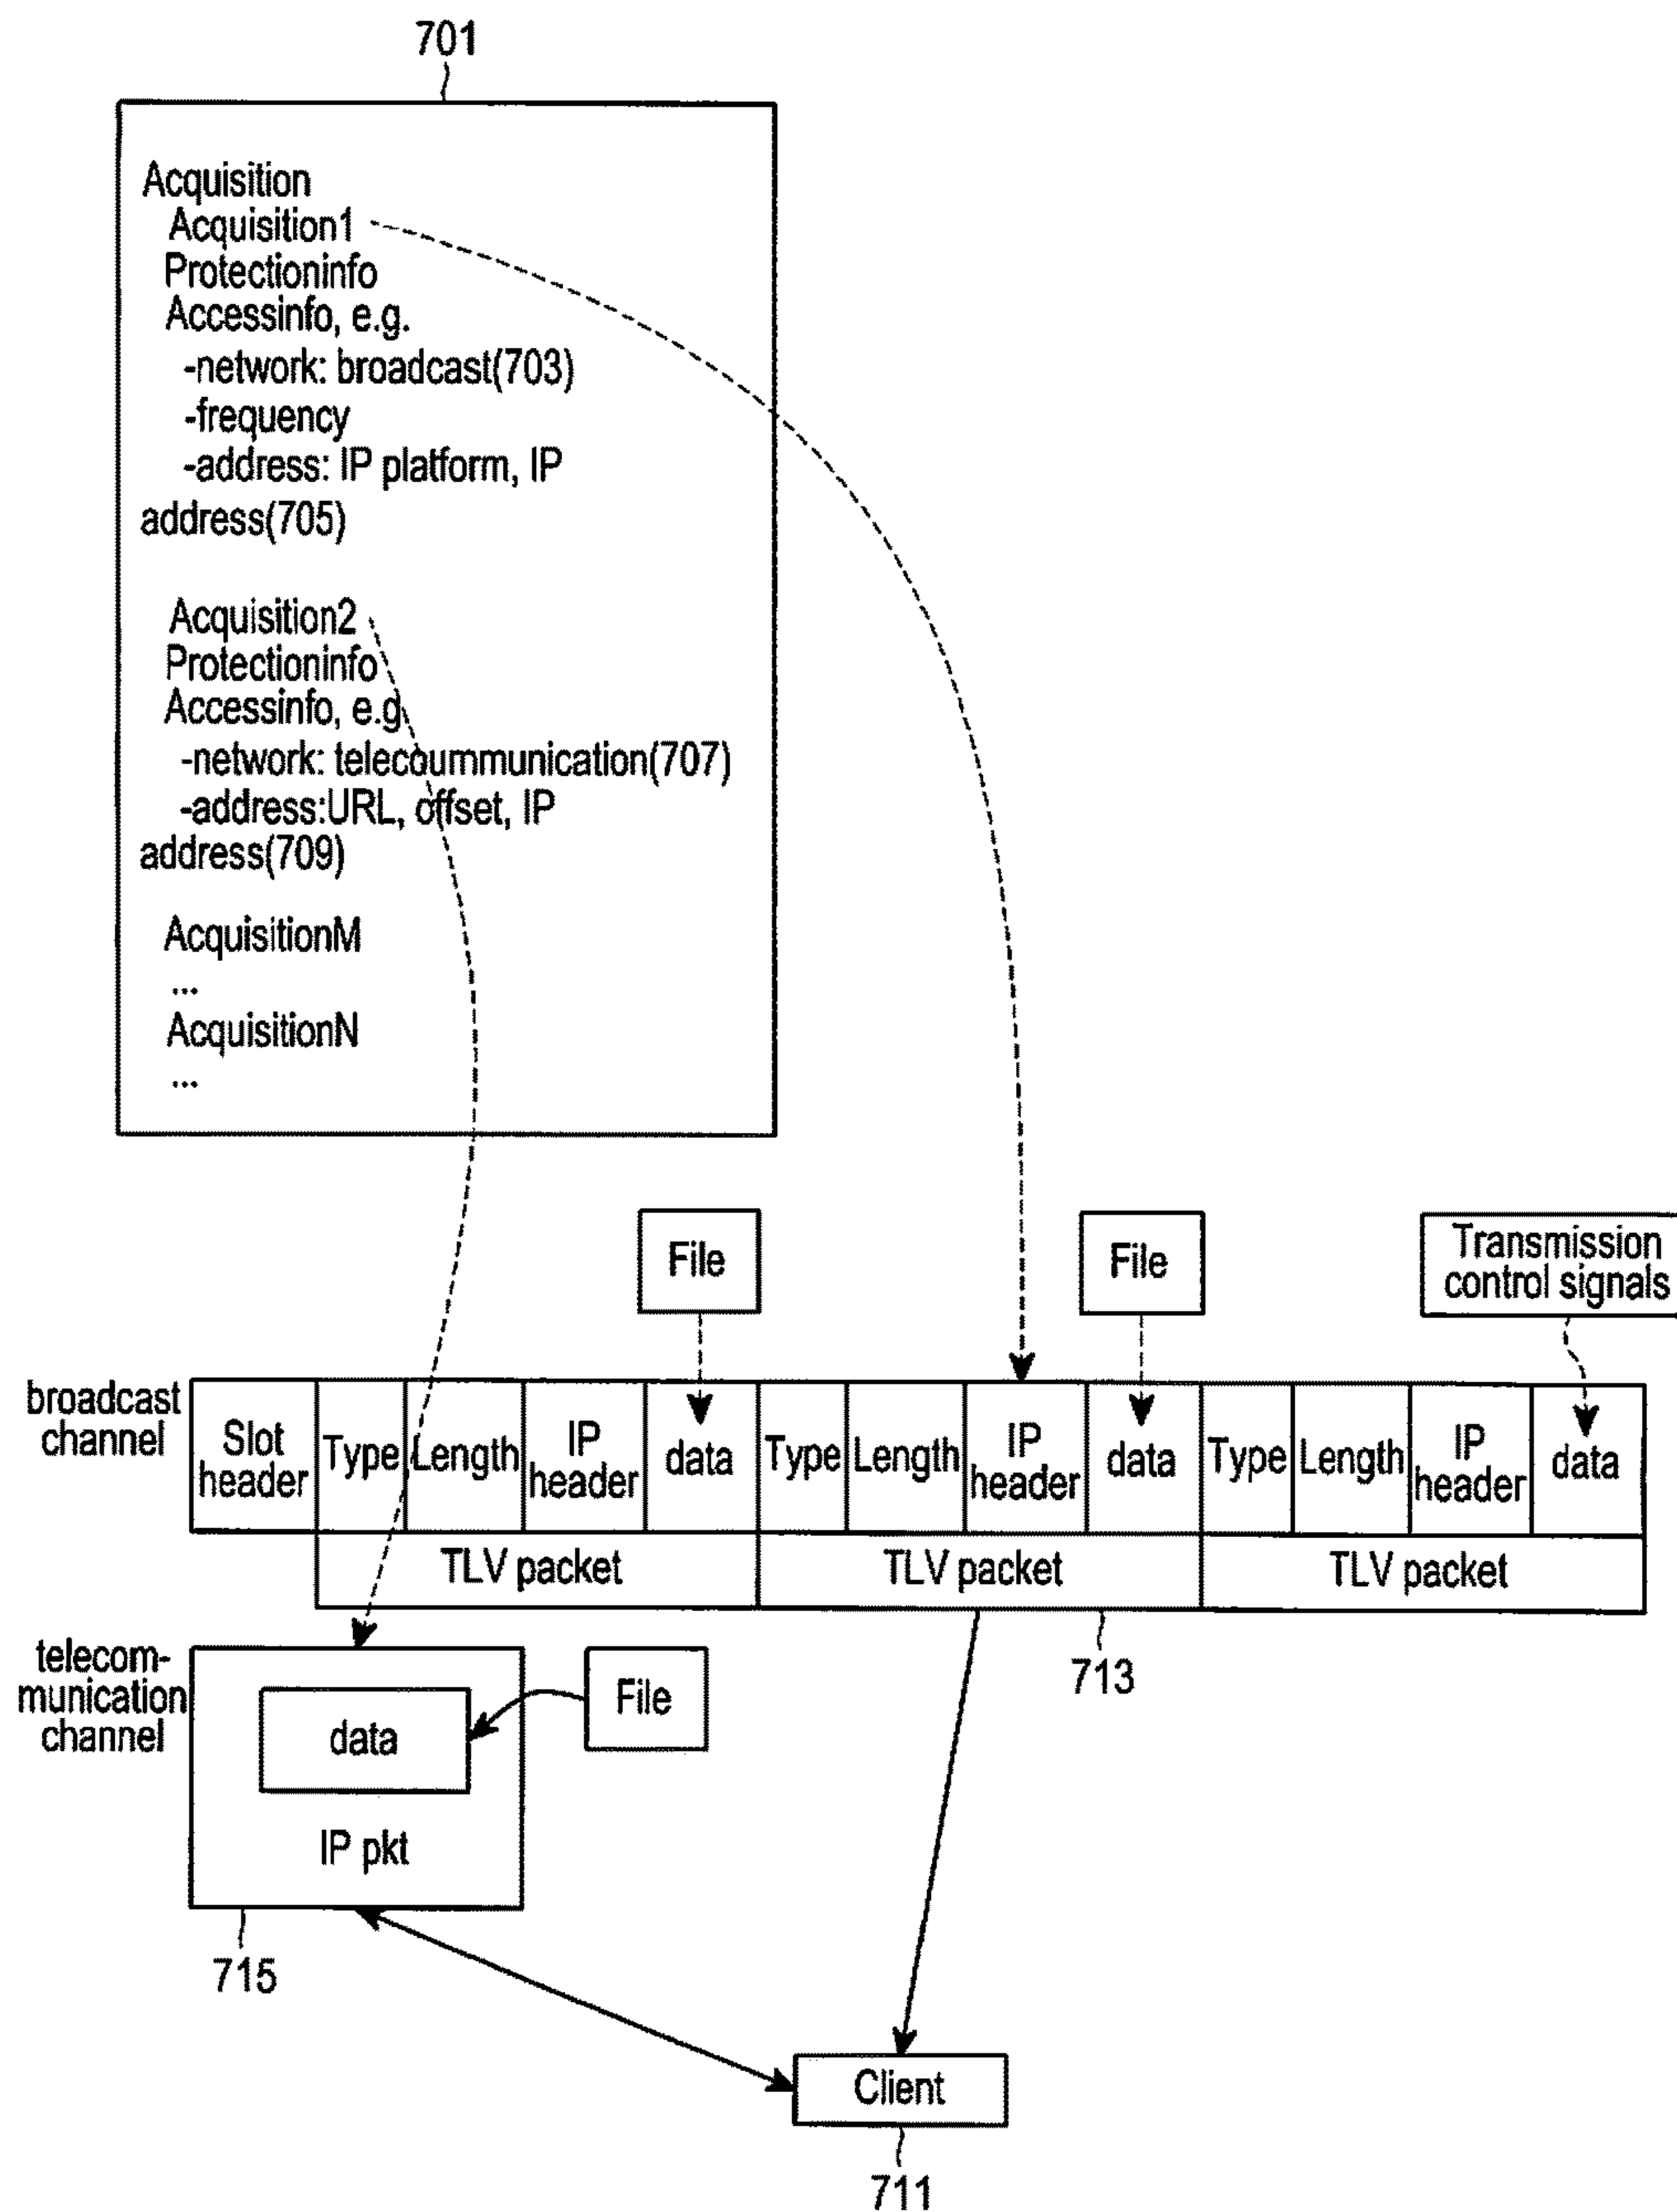 701
Acquisition
Acquisition1
Protectioninfo
Accessinfo, e.g.
-network: broadcast(703)
-frequency
-address: IP platform, IP
address(705)
Acquisition2
Protectioninfo
Accessinfo, e.g
-network: telecoummunication(707)
-address:URL, offset, IP
address(709)
AcquisitionM
...
AcquisitionN
...
File
File
Transmission
control signals
broadcast
channel
Slot
header
Type
Length
IP
header
data
Type
Length
IP
header
data
Type
Length
IP
header
data
TLV packet
TLV packet
TLV packet
713
telecom-
munication
channel
data
File
IP pkt
715
Client
711